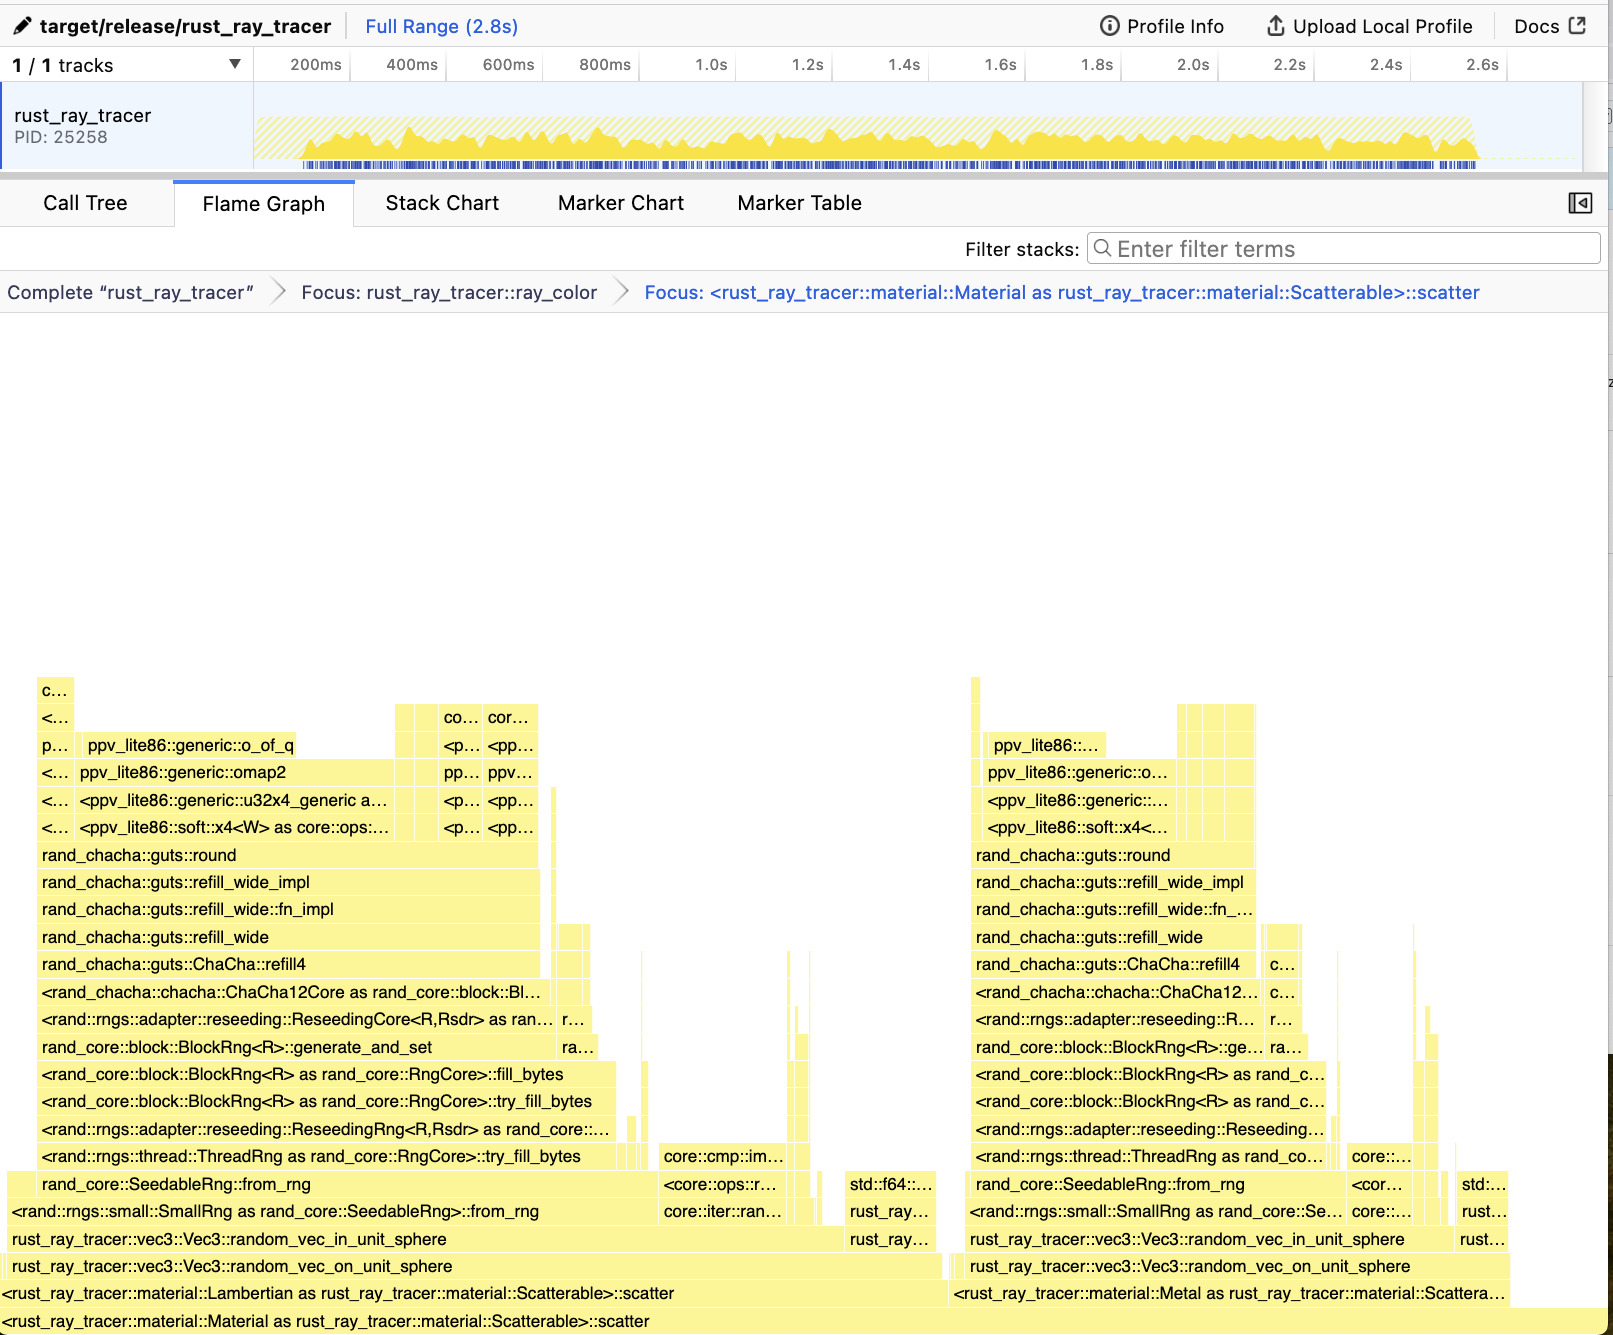 target/release/rust_ray_tracer Full Range (2.8s) Profile Info Upload Local Profile Docs
1 / 1 tracks 200ms 400ms 600ms 800ms 1.0s 1.2s 1.4s 1.6s 1.8s 2.0s 2.2s 2.4s 2.6s
rust_ray_tracer
PID: 25258
Call Tree Flame Graph Stack Chart Marker Chart Marker Table
Filter stacks: Enter filter terms
Complete “rust_ray_tracer” Focus: rust_ray_tracer::ray_color Focus: <rust_ray_tracer::material::Material as rust_ray_tracer::material::Scatterable>::scatter
c…
<… co… cor…
p… ppv_lite86::generic::o_of_q <p… <pp… ppv_lite86::…
<… ppv_lite86::generic::omap2 pp… ppv… ppv_lite86::generic::o…
<… <ppv_lite86::generic::u32x4_generic a… <p… <pp… <ppv_lite86::generic::…
<… <ppv_lite86::soft::x4<W> as core::ops:… <p… <pp… <ppv_lite86::soft::x4<…
rand_chacha::guts::round rand_chacha::guts::round
rand_chacha::guts::refill_wide_impl rand_chacha::guts::refill_wide_impl
rand_chacha::guts::refill_wide::fn_impl rand_chacha::guts::refill_wide::fn_…
rand_chacha::guts::refill_wide rand_chacha::guts::refill_wide
rand_chacha::guts::ChaCha::refill4 rand_chacha::guts::ChaCha::refill4 c…
<rand_chacha::chacha::ChaCha12Core as rand_core::block::Bl… <rand_chacha::chacha::ChaCha12… c…
<rand::rngs::adapter::reseeding::ReseedingCore<R,Rsdr> as ran… r… <rand::rngs::adapter::reseeding::R… r…
rand_core::block::BlockRng<R>::generate_and_set ra… rand_core::block::BlockRng<R>::ge… ra…
<rand_core::block::BlockRng<R> as rand_core::RngCore>::fill_bytes <rand_core::block::BlockRng<R> as rand_c…
<rand_core::block::BlockRng<R> as rand_core::RngCore>::try_fill_bytes <rand_core::block::BlockRng<R> as rand_c…
<rand::rngs::adapter::reseeding::ReseedingRng<R,Rsdr> as rand_core::… <rand::rngs::adapter::reseeding::Reseeding…
<rand::rngs::thread::ThreadRng as rand_core::RngCore>::try_fill_bytes core::cmp::im… <rand::rngs::thread::ThreadRng as rand_co… core::…
rand_core::SeedableRng::from_rng <core::ops::r… std::f64::… rand_core::SeedableRng::from_rng <cor… std:…
<rand::rngs::small::SmallRng as rand_core::SeedableRng>::from_rng core::iter::ran… rust_ray… <rand::rngs::small::SmallRng as rand_core::Se… core::… rust…
rust_ray_tracer::vec3::Vec3::random_vec_in_unit_sphere rust_ray… rust_ray_tracer::vec3::Vec3::random_vec_in_unit_sphere rust…
rust_ray_tracer::vec3::Vec3::random_vec_on_unit_sphere rust_ray_tracer::vec3::Vec3::random_vec_on_unit_sphere
<rust_ray_tracer::material::Lambertian as rust_ray_tracer::material::Scatterable>::scatter <rust_ray_tracer::material::Metal as rust_ray_tracer::material::Scattera…
<rust_ray_tracer::material::Material as rust_ray_tracer::material::Scatterable>::scatter